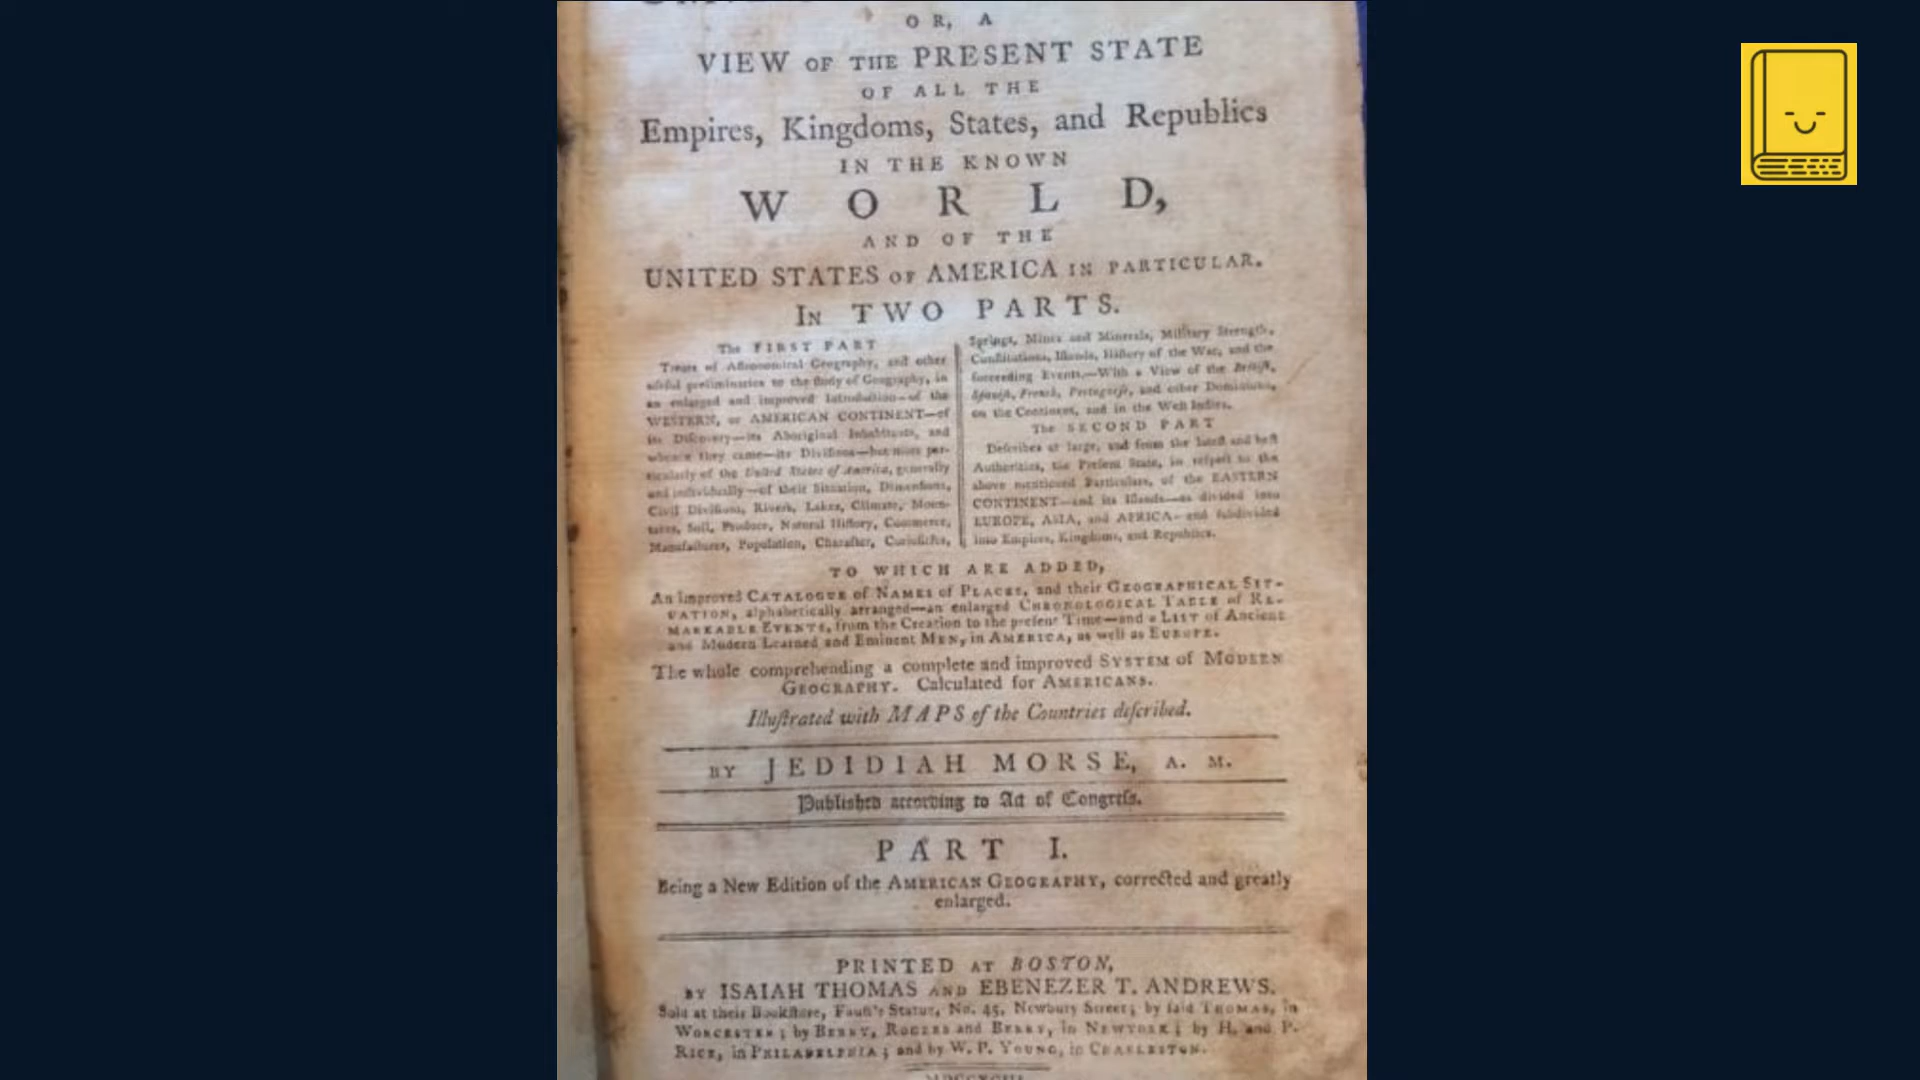 OR, A
VIEW OF THE PRESENT STATE
OF ALL THE
Empires, Kingdoms, States, and Republics
IN THE KNOWN
WORLD,
AND OF THE
UNITED STATES OF AMERICA IN PARTICULAR.
IN TWO PARTS.
The FIRST PART
Treats of Aſtronomical Geography, and other
uſeful preliminaries to the ſtudy of Geography, in
an enlarged and improved Introduction—of the
WESTERN, or AMERICAN CONTINENT—of
its Diſcovery—its Aboriginal Inhabitants, and
whence they came—its Diviſions—but more par-
ticularly of the United States of America, generally
and individually—of their Situation, Dimenſions,
Civil Diviſions, Rivers, Lakes, Climate, Moun-
tains, Soil, Produce, Natural Hiſtory, Commerce,
Manufactures, Population, Character, Curioſities,
Springs, Mines and Minerals, Military Strength,
Conſtitutions, Iſlands, Hiſtory of the War, and the
ſucceeding Events.—With a View of the Britiſh,
Spaniſh, French, Portugueſe, and other Dominions,
on the Continent, and in the Weſt Indies.
The SECOND PART
Deſcribes at large, and from the lateſt and beſt
Authorities, the Preſent State, in reſpect to the
above mentioned Particulars, of the EASTERN
CONTINENT—and its Iſlands—as divided into
EUROPE, ASIA, and AFRICA—and ſubdivided
into Empires, Kingdoms, and Republics.
TO WHICH ARE ADDED,
An improved CATALOGUE of NAMES of PLACES, and their GEOGRAPHICAL SIT-
UATION, alphabetically arranged—an enlarged CHRONOLOGICAL TABLE of RE-
MARKABLE EVENTS, from the Creation to the preſent Time—and a LIST of Ancient
and Modern Learned and Eminent MEN, in AMERICA, as well as EUROPE.
The whole comprehending a complete and improved SYSTEM of MODERN
GEOGRAPHY. Calculated for AMERICANS.
Illuſtrated with MAPS of the Countries deſcribed.
BY JEDIDIAH MORSE, A. M.
Publiſhed according to Act of Congreſs.
PART I.
Being a New Edition of the AMERICAN GEOGRAPHY, corrected and greatly
enlarged.
PRINTED AT BOSTON,
BY ISAIAH THOMAS AND EBENEZER T. ANDREWS.
Sold at their Bookſtore, Fauſt's Statue, No. 45, Newbury Street; by ſaid THOMAS, in
WORCESTER; by BERRY, ROGERS and BERRY, in NEWYORK; by H. and P.
RICE, in PHILADELPHIA; and by W. P. YOUNG, in CHARLESTON.